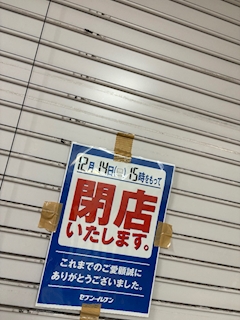 12月14日(日)15時をもって
閉店
いたします。
これまでのご愛顧誠に
ありがとうございました。
セブン-イレブン